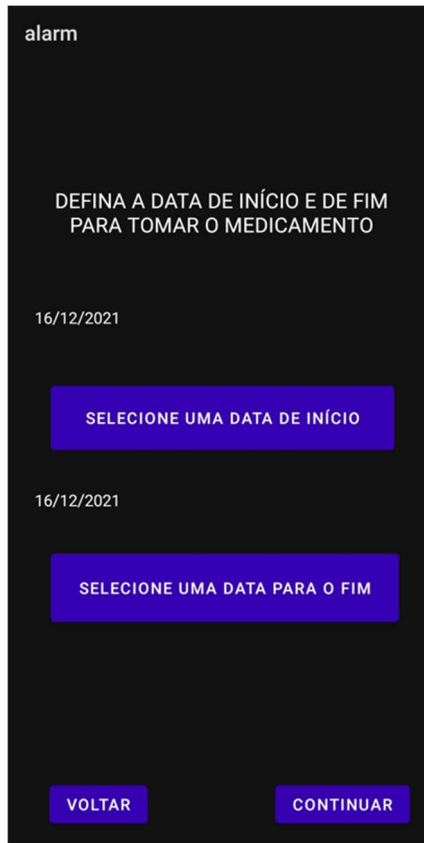 alarm
DEFINA A DATA DE INÍCIO E DE FIM
PARA TOMAR O MEDICAMENTO
16/12/2021
SELECIONE UMA DATA DE INÍCIO
16/12/2021
SELECIONE UMA DATA PARA O FIM
VOLTAR
CONTINUAR